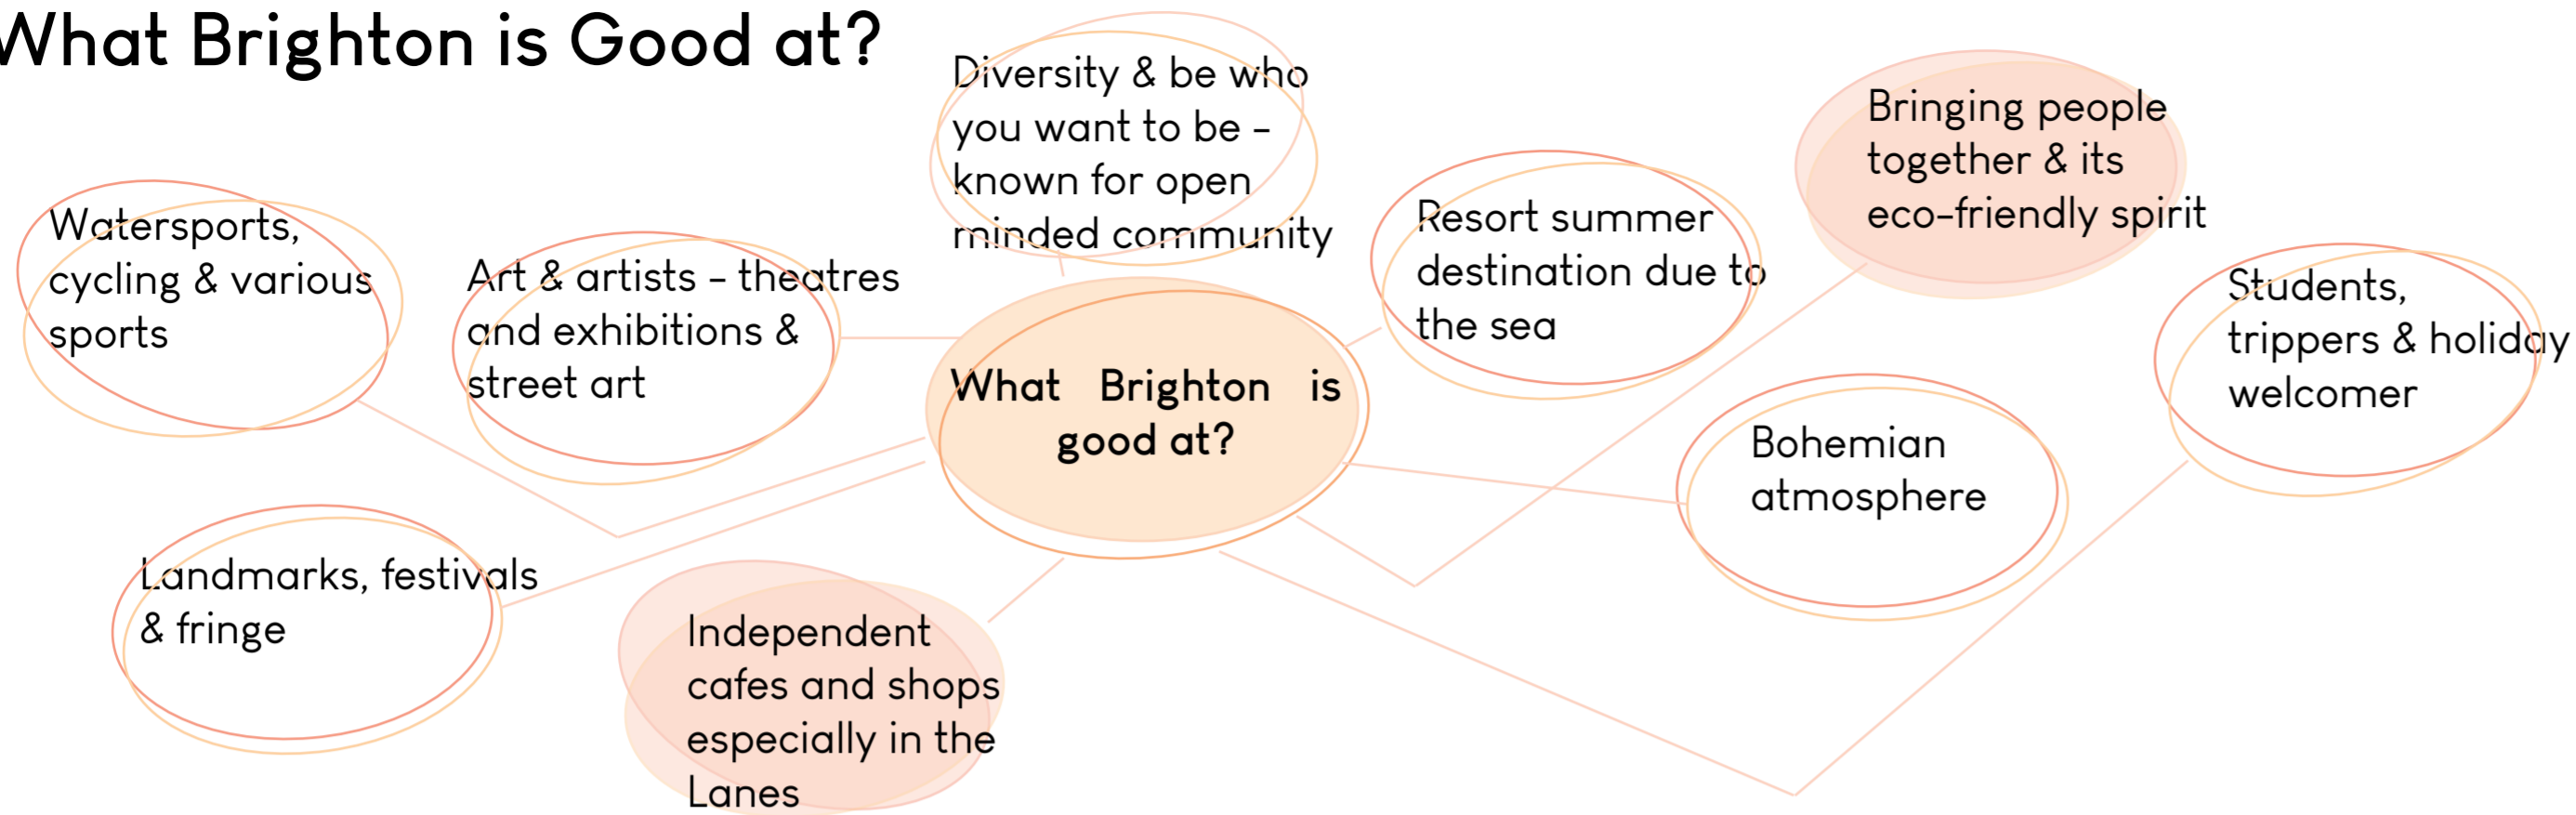 What Brighton is Good at?
Diversity & be who
you want to be -
known for open
minded community
Bringing people
together & its
eco-friendly spirit
Watersports,
cycling & various
sports
Art & artists - theatres
and exhibitions &
street art
Resort summer
destination due to
the sea
Students,
trippers & holiday
welcomer
What Brighton is
good at?
Bohemian
atmosphere
Landmarks, festivals
& fringe
Independent
cafes and shops
especially in the
Lanes